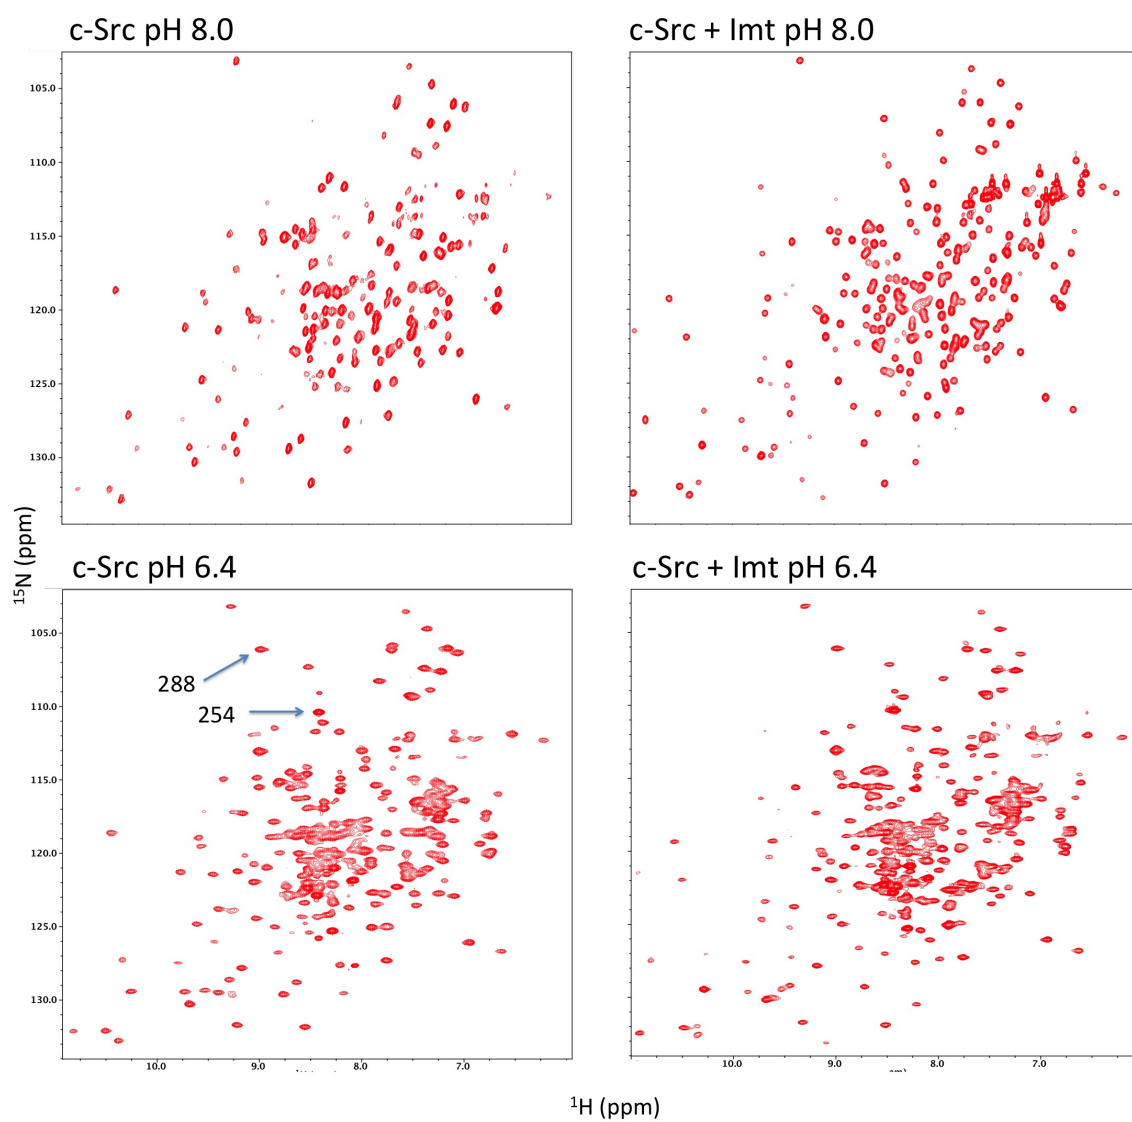 c-Src pH 8.0
c-Src + Imt pH 8.0
105.0
110.0
115.0
120.0
125.0
130.0
15N (ppm)
c-Src pH 6.4
c-Src + Imt pH 6.4
105.0
288
254
110.0
115.0
120.0
125.0
130.0
10.0 9.0 8.0 7.0
10.0 9.0 8.0 7.0
1H (ppm)